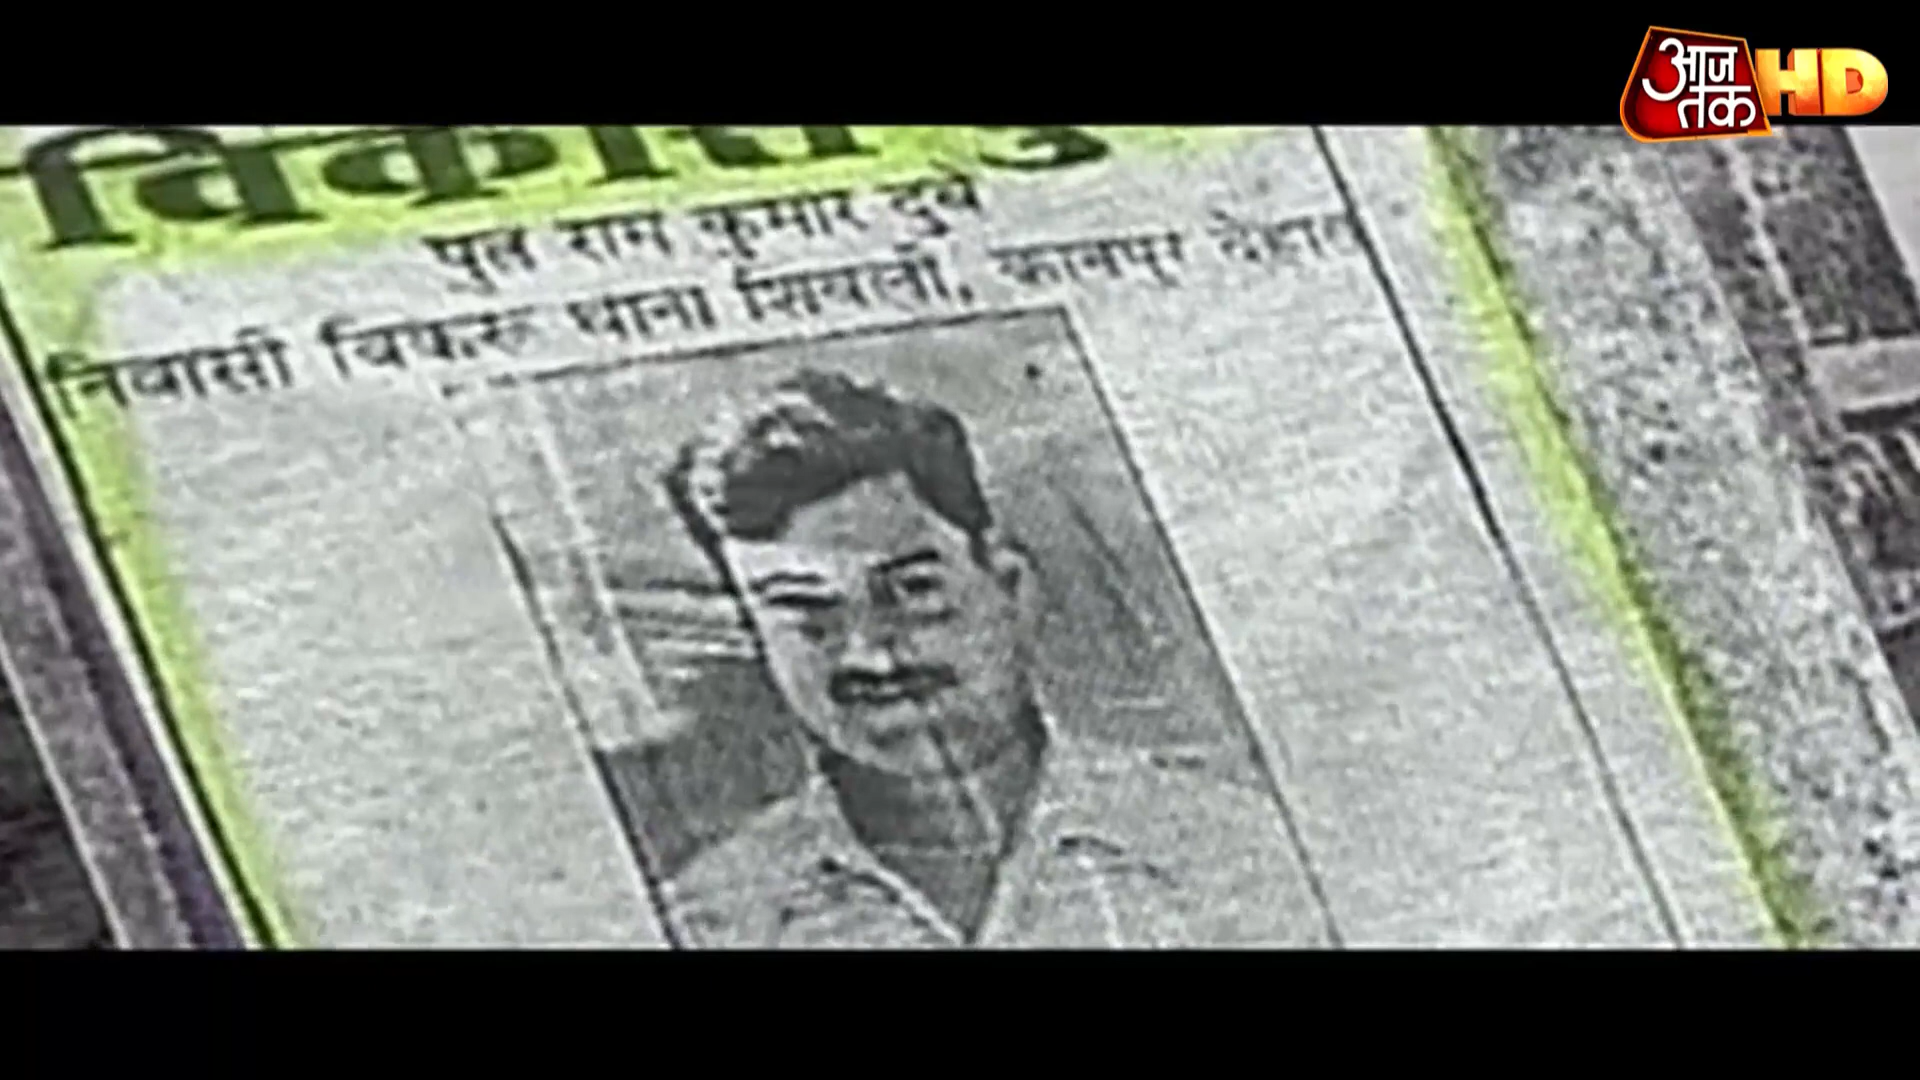 आज
तक HD
पुत्र राम कुमार दुबे
निवासी बिकरू थाना शिवली, कानपुर देहात